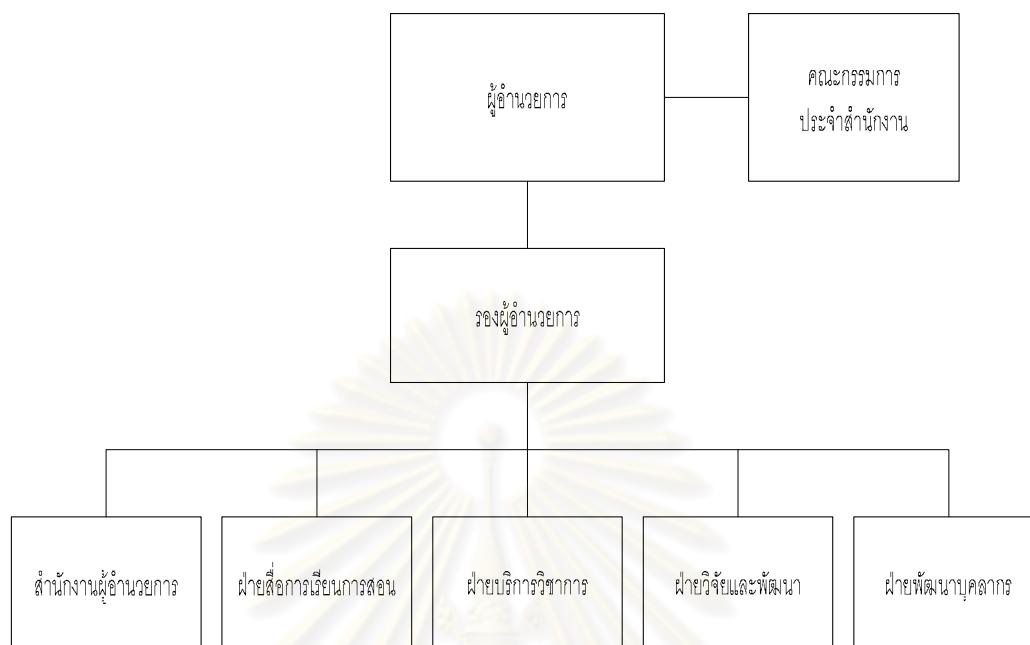 ผู้อำนวยการ
คณะกรรมการ
ประจำสำนักงาน
รองผู้อำนวยการ
สำนักงานผู้อำนวยการ
ฝ่ายสื่อการเรียนการสอน
ฝ่ายบริการวิชาการ
ฝ่ายวิจัยและพัฒนา
ฝ่ายพัฒนาบุคลากร